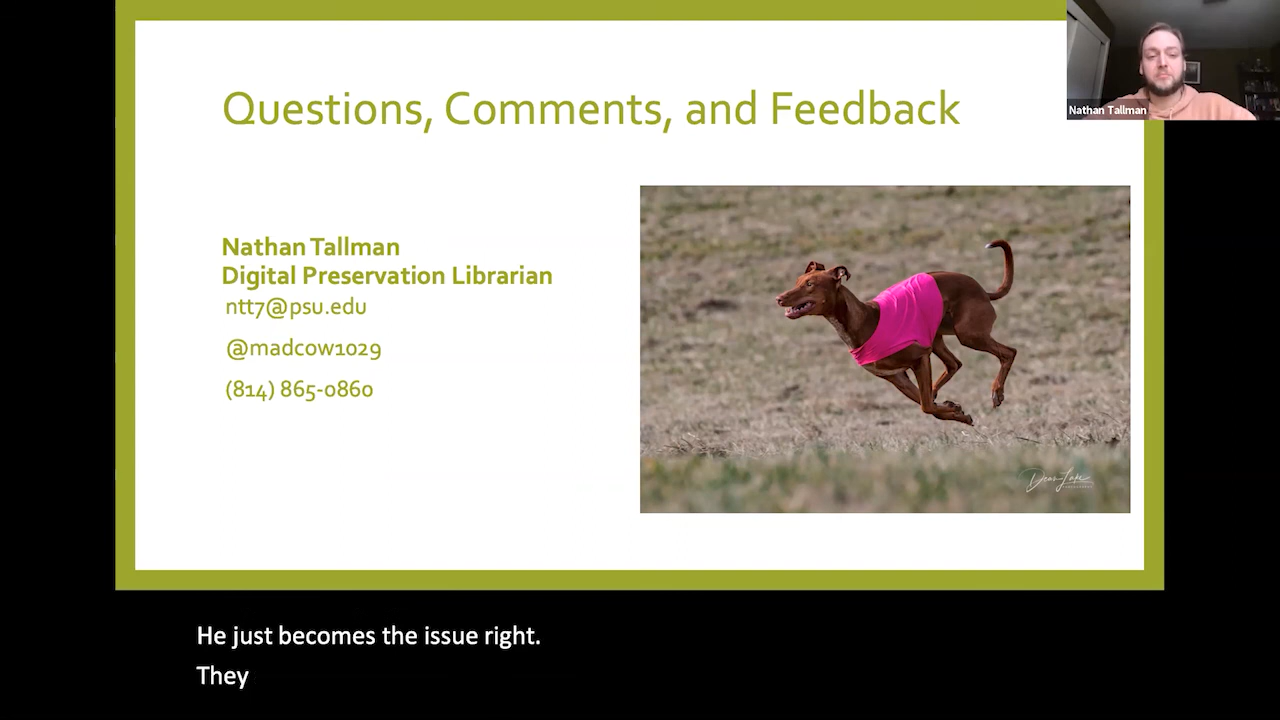 Questions, Comments, and Feedback
Nathan Tallman
Nathan Tallman
Digital Preservation Librarian
ntt7@psu.edu
@madcow1029
(814) 865-0860
He just becomes the issue right.
They